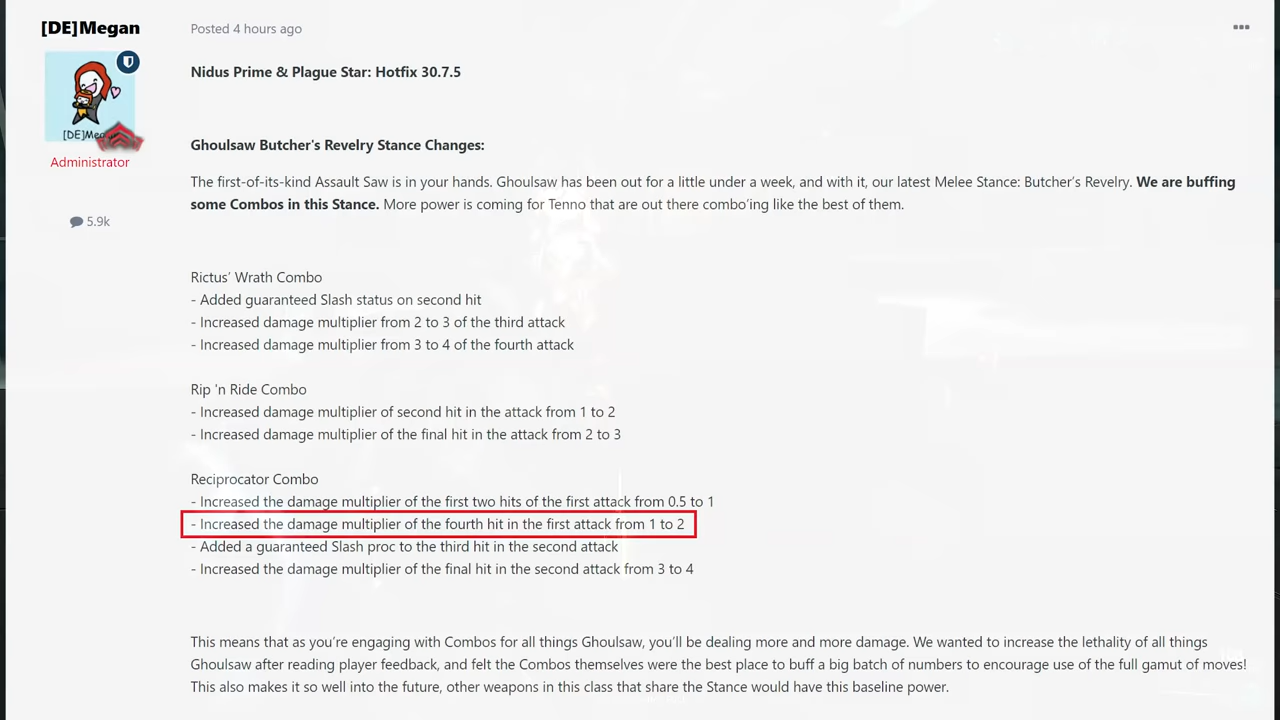 [DE]Megan
Posted 4 hours ago
Nidus Prime & Plague Star: Hotfix 30.7.5
[DE]Me
Administrator
5.9k
Ghoulsaw Butcher's Revelry Stance Changes:
The first-of-its-kind Assault Saw is in your hands. Ghoulsaw has been out for a little under a week, and with it, our latest Melee Stance: Butcher’s Revelry. We are buffing
some Combos in this Stance. More power is coming for Tenno that are out there combo’ing like the best of them.
Rictus’ Wrath Combo
- Added guaranteed Slash status on second hit
- Increased damage multiplier from 2 to 3 of the third attack
- Increased damage multiplier from 3 to 4 of the fourth attack
Rip 'n Ride Combo
- Increased damage multiplier of second hit in the attack from 1 to 2
- Increased damage multiplier of the final hit in the attack from 2 to 3
Reciprocator Combo
- Increased the damage multiplier of the first two hits of the first attack from 0.5 to 1
- Increased the damage multiplier of the fourth hit in the first attack from 1 to 2
- Added a guaranteed Slash proc to the third hit in the second attack
- Increased the damage multiplier of the final hit in the second attack from 3 to 4
This means that as you’re engaging with Combos for all things Ghoulsaw, you’ll be dealing more and more damage. We wanted to increase the lethality of all things
Ghoulsaw after reading player feedback, and felt the Combos themselves were the best place to buff a big batch of numbers to encourage use of the full gamut of moves!
This also makes it so well into the future, other weapons in this class that share the Stance would have this baseline power.